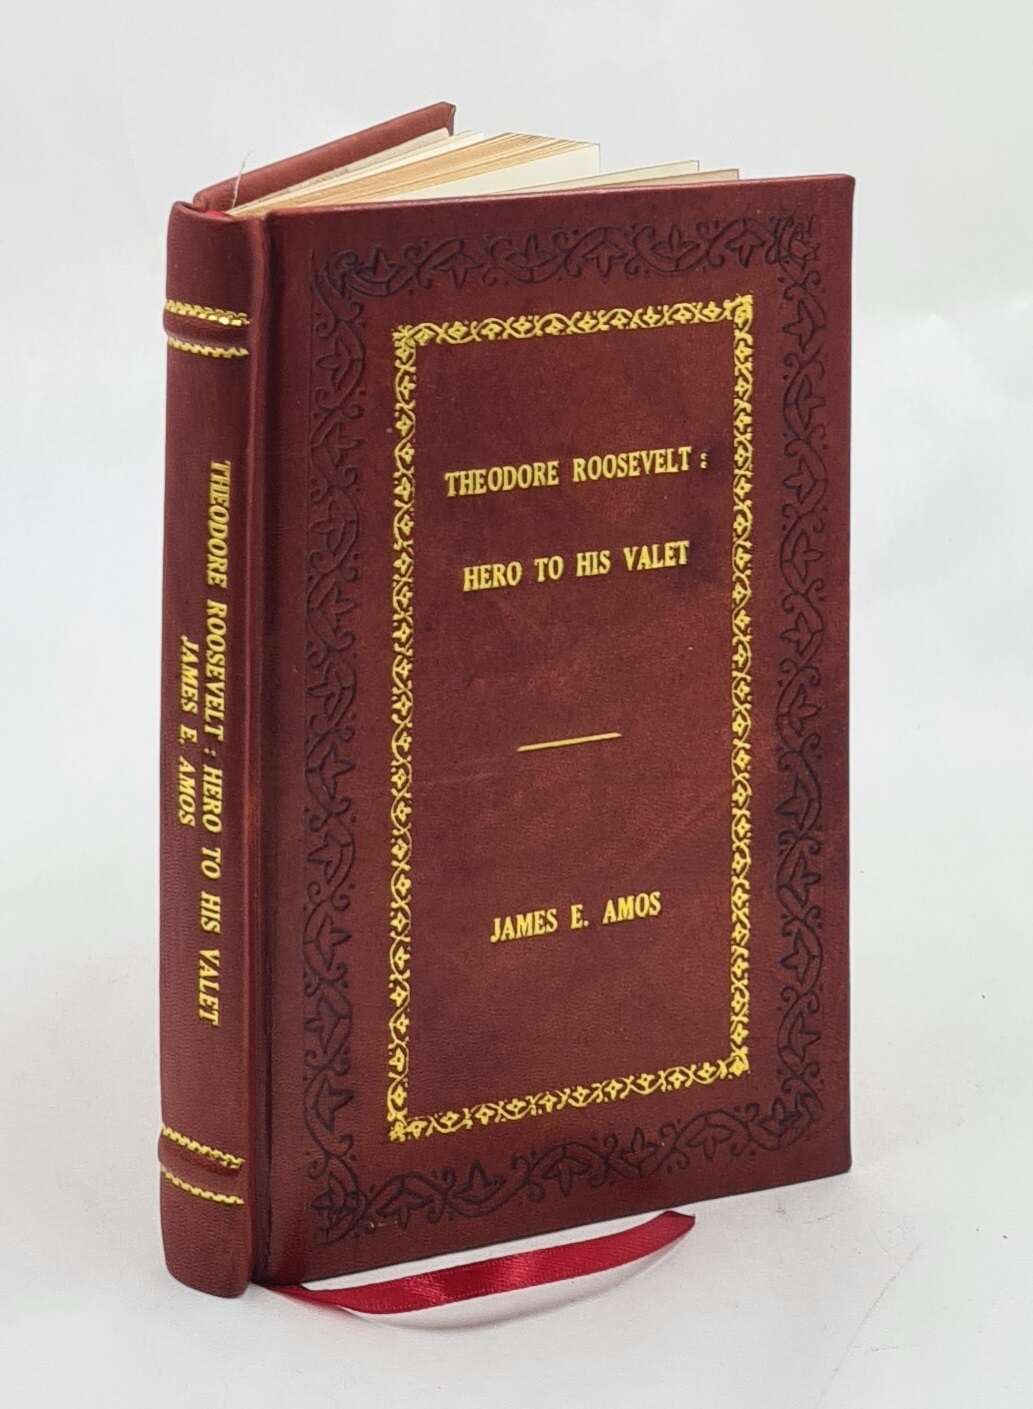 THEODORE ROOSEVELT :
HERO TO HIS VALET
JAMES E. AMOS
THEODORE ROOSEVELT : HERO TO HIS VALET
JAMES E. AMOS